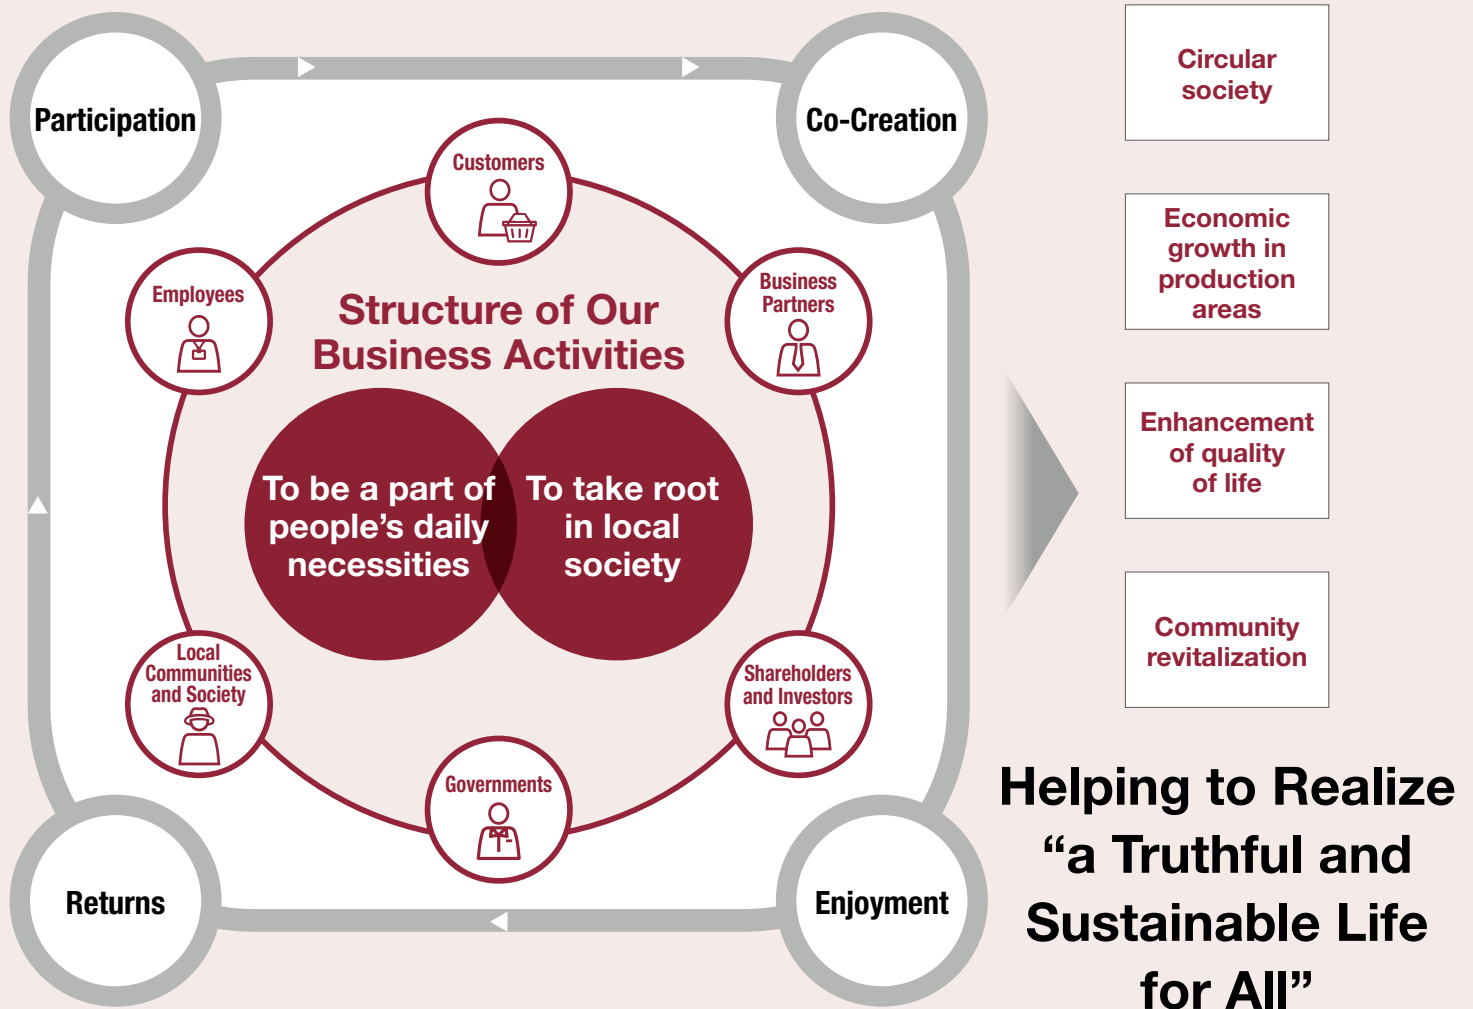 Participation
Co-Creation
Customers
Employees
Business
Partners
Structure of Our
Business Activities
To be a part of
people’s daily
necessities
To take root
in local
society
Local
Communities
and Society
Shareholders
and Investors
Governments
Returns
Enjoyment
Circular
society
Economic
growth in
production
areas
Enhancement
of quality
of life
Community
revitalization
Helping to Realize
“a Truthful and
Sustainable Life
for All”